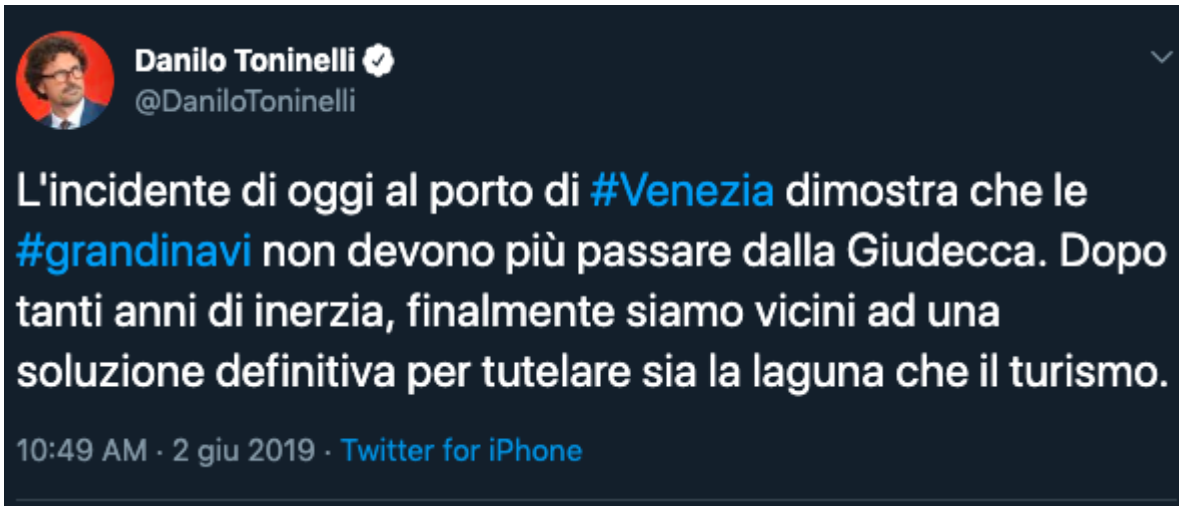 Danilo Toninelli
@DaniloToninelli
L'incidente di oggi al porto di #Venezia dimostra che le
#grandinavi non devono più passare dalla Giudecca. Dopo
tanti anni di inerzia, finalmente siamo vicini ad una
soluzione definitiva per tutelare sia la laguna che il turismo.
10:49 AM · 2 giu 2019 · Twitter for iPhone